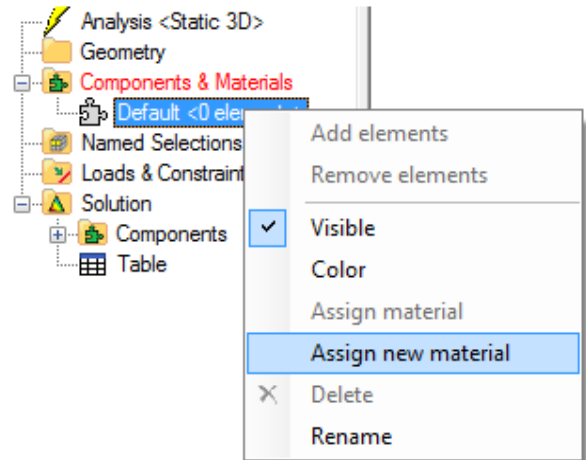 Analysis <Static 3D>
Geometry
Components & Materials
Default <0
Named Selections
Loads & Constraint
Solution
Components
Table
Add elements
Remove elements
Visible
Color
Assign material
Assign new material
Delete
Rename